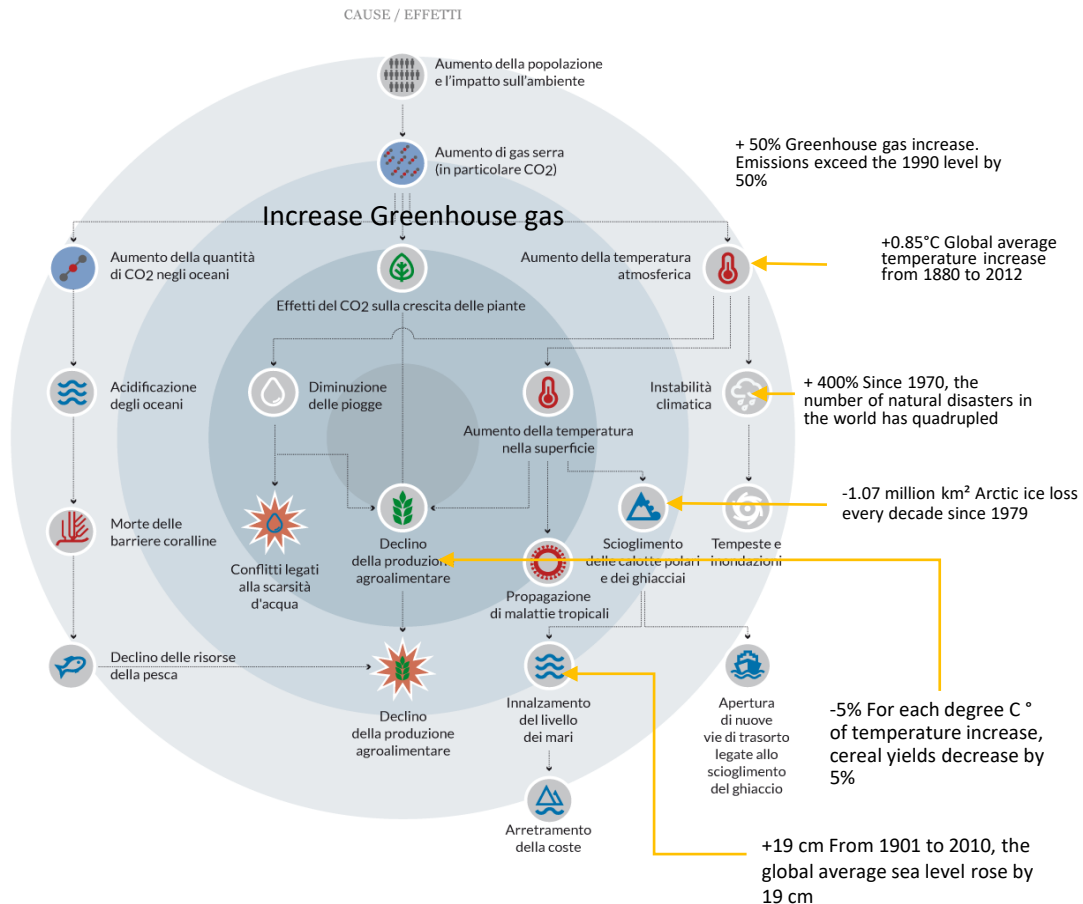 CAUSE / EFFETTI
Aumento della popolazione
e l'impatto sull'ambiente
Aumento di gas serra
(in particolare CO2)
+ 50% Greenhouse gas increase.
Emissions exceed the 1990 level by
50%
Increase Greenhouse gas
Aumento della quantità
di CO2 negli oceani
Effetti del CO2 sulla crescita delle piante
Aumento della temperatura
atmosferica
+0.85°C Global average
temperature increase
from 1880 to 2012
Acidificazione
degli oceani
Diminuzione
delle piogge
Aumento della temperatura
nella superficie
Instabilità
climatica
+ 400% Since 1970, the
number of natural disasters in
the world has quadrupled
Morte delle
barriere coralline
Conflitti legati
alla scarsità
d'acqua
Declino
della produzione
agroalimentare
Propagazione
di malattie tropicali
Scioglimento
delle calotte polari
e dei ghiacciai
Tempeste e
inondazioni
-1.07 million km² Arctic ice loss
every decade since 1979
Declino delle risorse
della pesca
Declino
della produzione
agroalimentare
Innalzamento
del livello
dei mari
Apertura
di nuove
vie di trasorto
legate allo
scioglimento
del ghiaccio
-5% For each degree C °
of temperature increase,
cereal yields decrease by
5%
Arretramento
della coste
+19 cm From 1901 to 2010, the
global average sea level rose by
19 cm